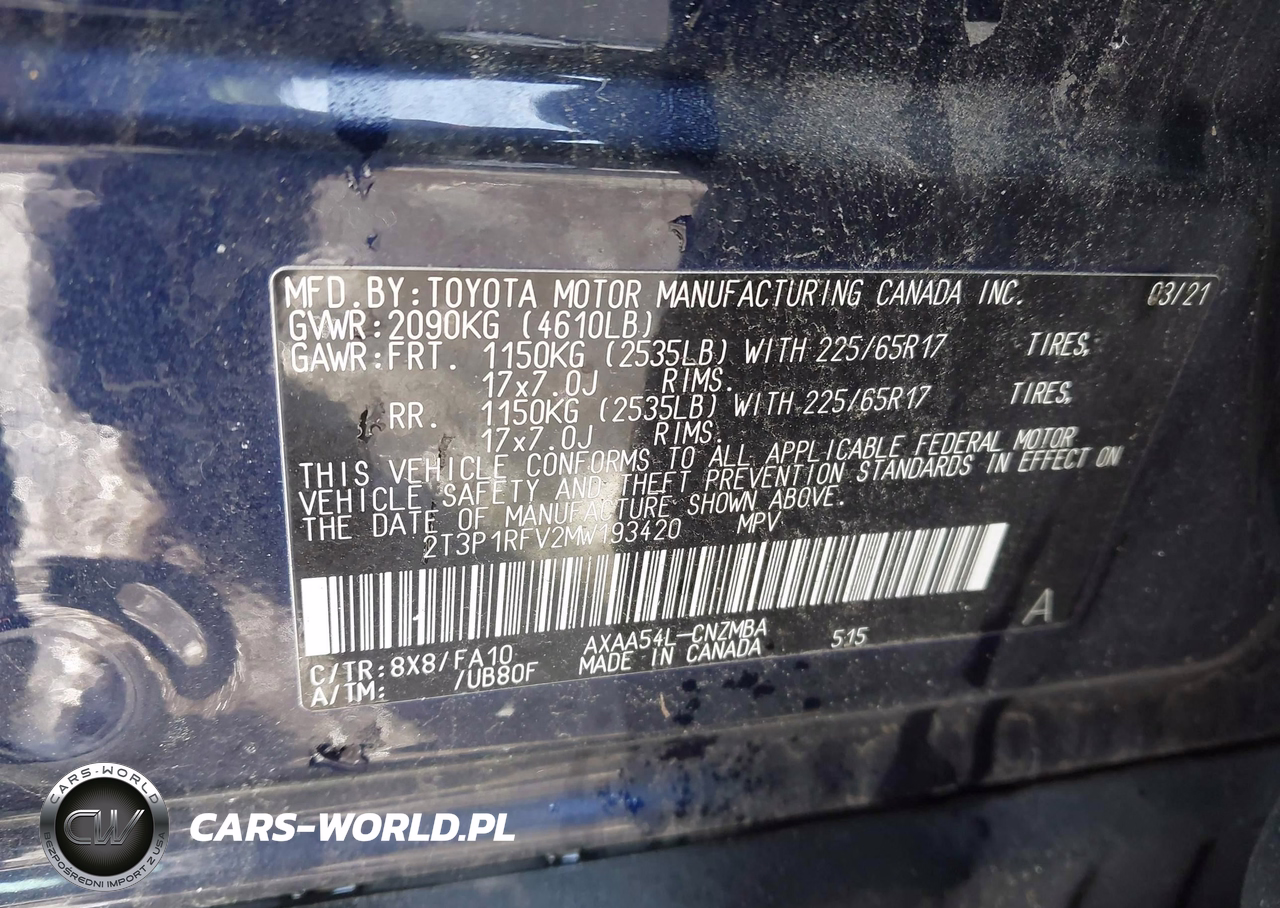 MFD.BY:TOYOTA MOTOR MANUFACTURING CANADA INC. 03/21
GVWR:2090KG (4610LB)
GAWR:FRT. 1150KG (2535LB) WITH 225/65R17 TIRES;
17x7.0J RIMS.
RR. 1150KG (2535LB) WITH 225/65R17 TIRES,
17x7.0J RIMS.
THIS VEHICLE CONFORMS TO ALL APPLICABLE FEDERAL MOTOR
VEHICLE SAFETY AND THEFT PREVENTION STANDARDS IN EFFECT ON
THE DATE OF MANUFACTURE SHOWN ABOVE.
2T3P1RFV2MW193420 MPV
C/TR:8X8/FA10 AXAA54L-CNZMBA 515 A
A/TM: /UB80F MADE IN CANADA
CARS-WORLD
CW
BEZPOŚREDNI IMPORT Z USA
CARS-WORLD.PL